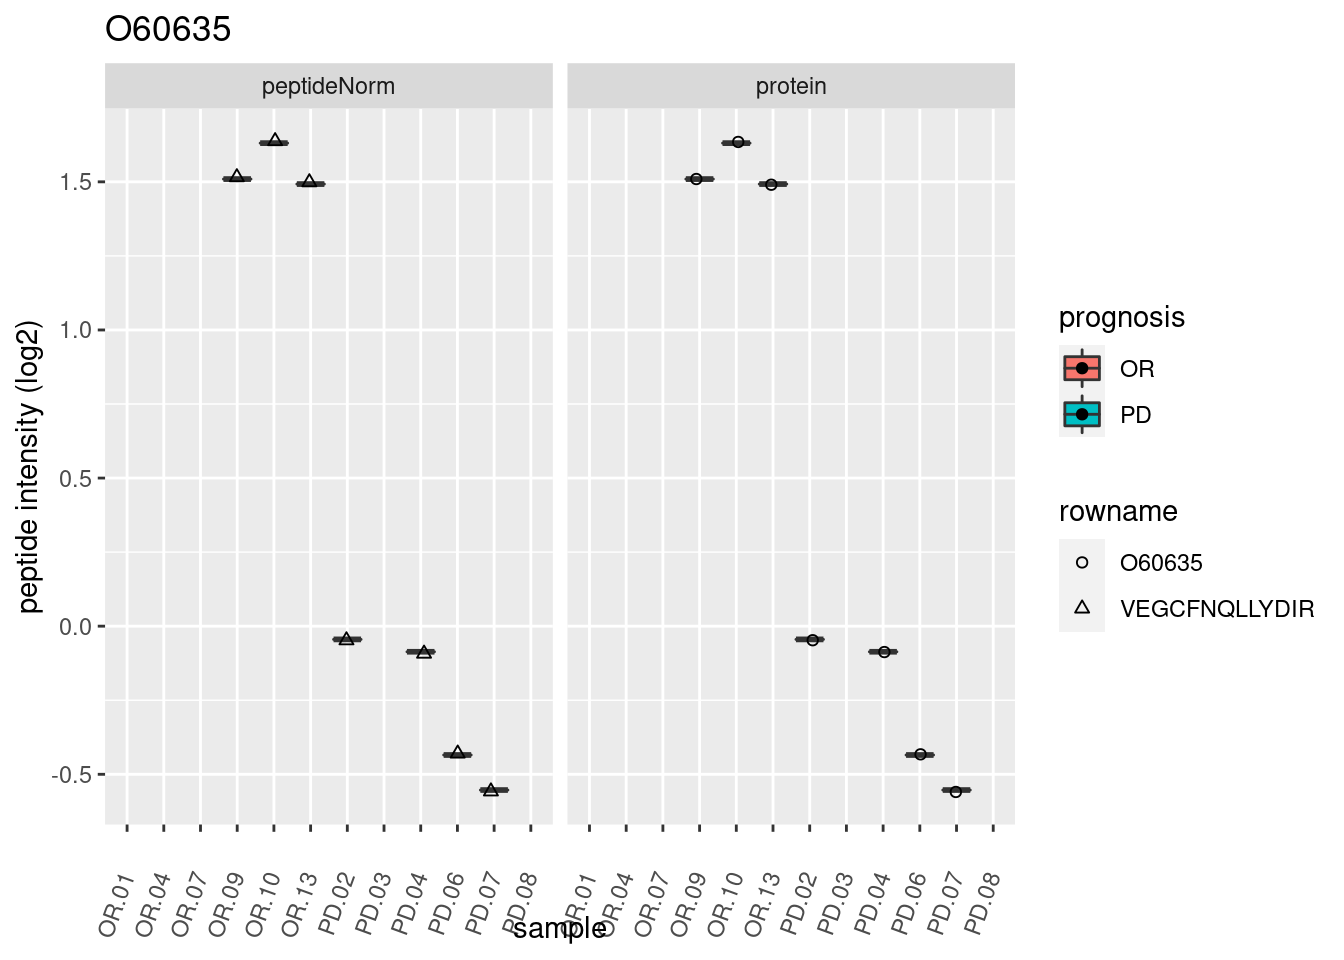 O60635
peptideNorm
protein
1.5
1.0
0.5
0.0
-0.5
peptide intensity (log2)
OR.01 OR.04 OR.07 OR.09 OR.10 OR.13 PD.02 PD.03 PD.04 PD.06 PD.07 PD.08
OR.01 OR.04 OR.07 OR.09 OR.10 OR.13 PD.02 PD.03 PD.04 PD.06 PD.07 PD.08
sample
prognosis
OR
PD
rowname
O60635
VEGCFNQLLYDIR